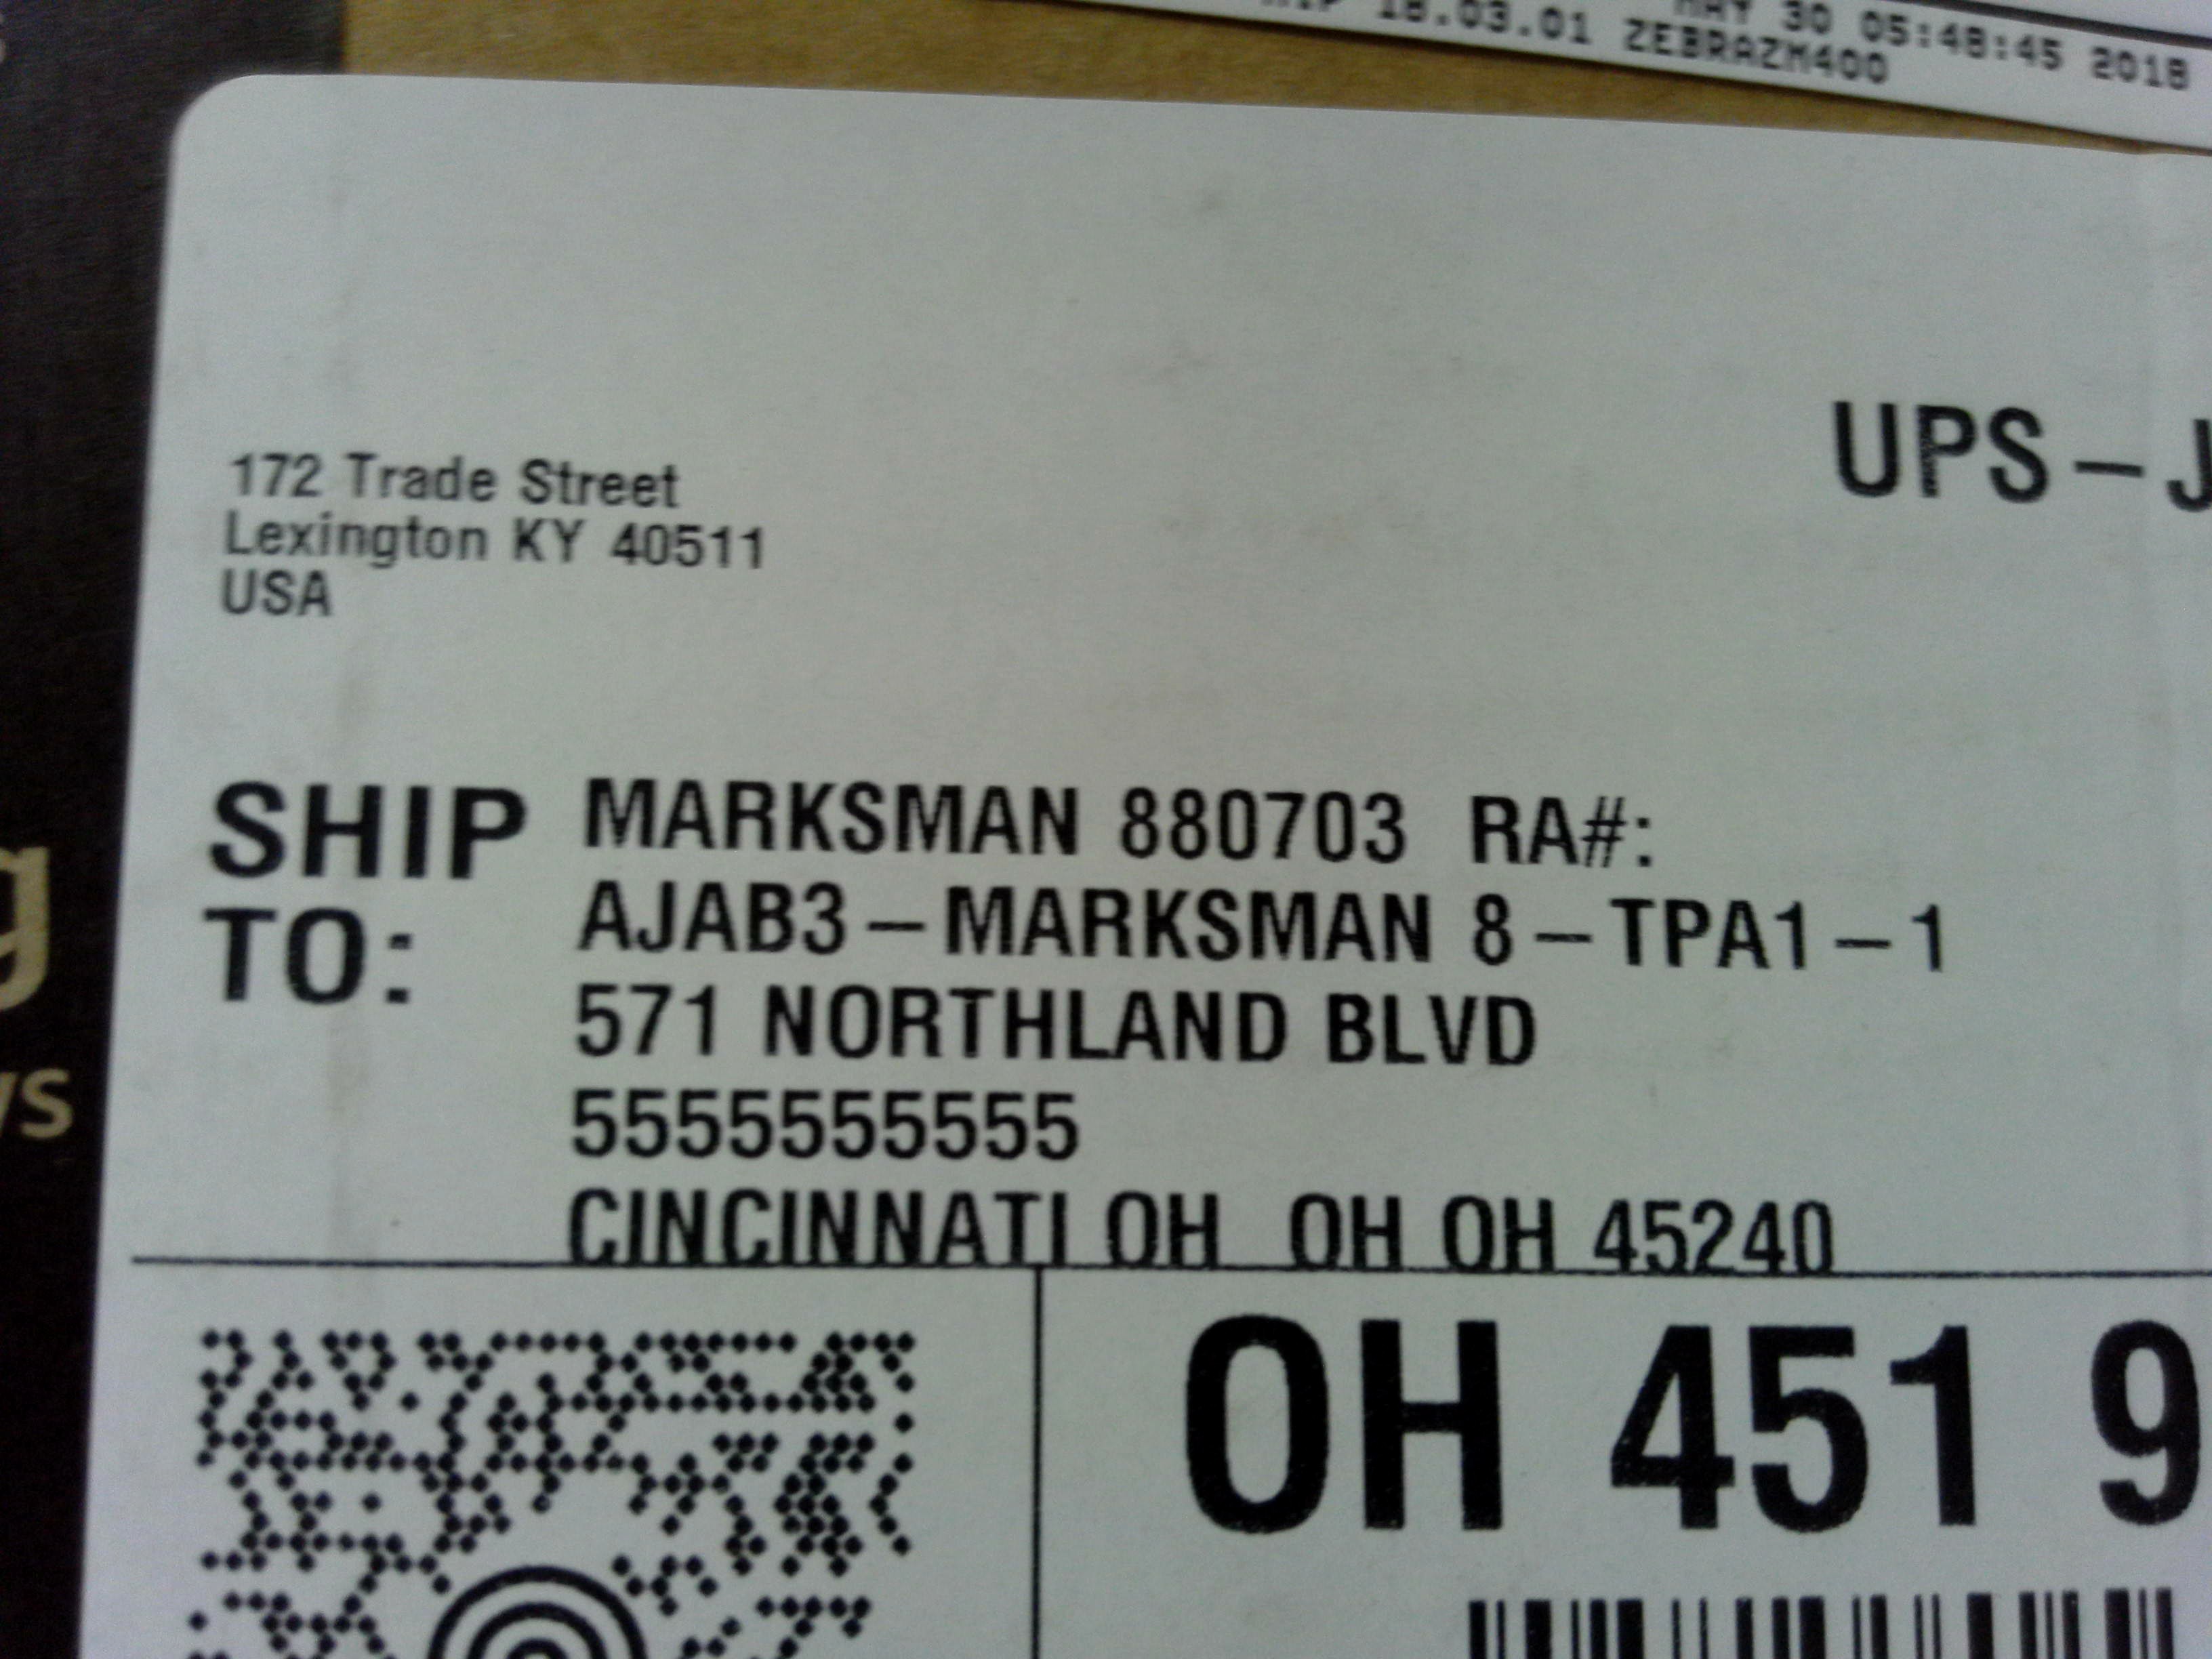 MAY 30 05:48:45 2018
18.03.01 ZEBRAZM400
UPS-J
172 Trade Street
Lexington KY 40511
USA
SHIP TO:
MARKSMAN 880703 RA#:
AJAB3-MARKSMAN 8-TPA1-1
571 NORTHLAND BLVD
5555555555
CINCINNATI OH OH OH 45240
OH 451 9
g
ws